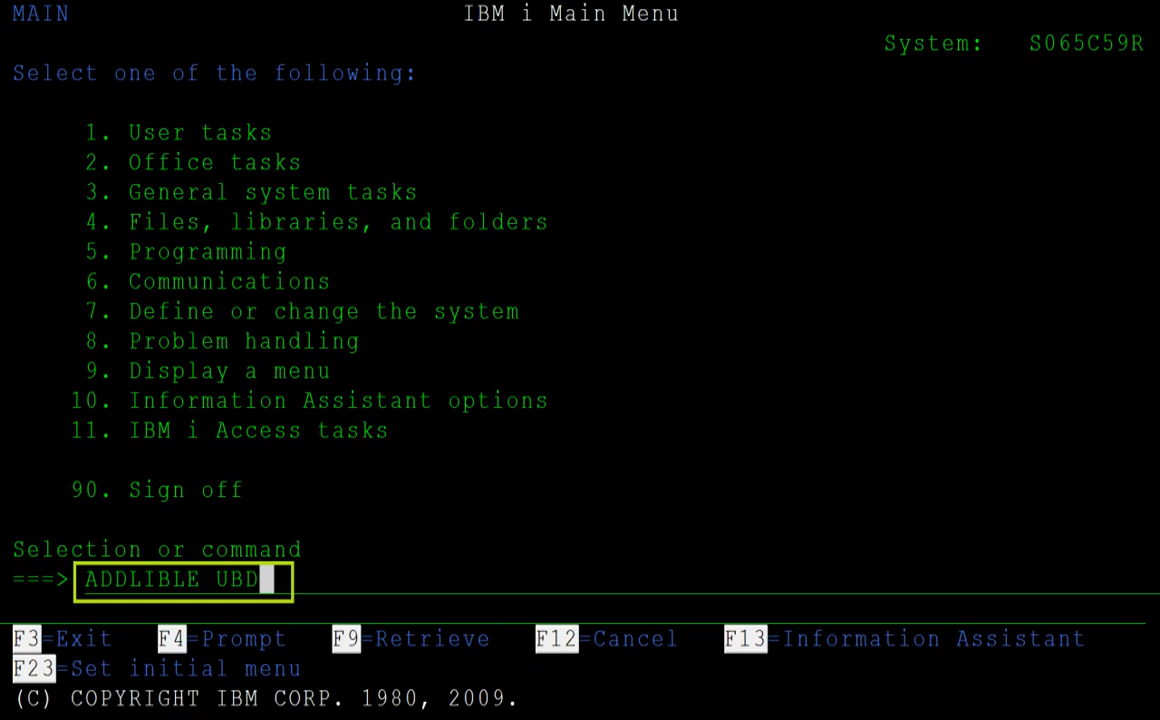 MAIN IBM i Main Menu
System: S065C59R
Select one of the following:
1. User tasks
2. Office tasks
3. General system tasks
4. Files, libraries, and folders
5. Programming
6. Communications
7. Define or change the system
8. Problem handling
9. Display a menu
10. Information Assistant options
11. IBM i Access tasks
90. Sign off
Selection or command
===> ADDLIBLE UBD
F3=Exit F4=Prompt F9=Retrieve F12=Cancel F13=Information Assistant
F23=Set initial menu
(C) COPYRIGHT IBM CORP. 1980, 2009.